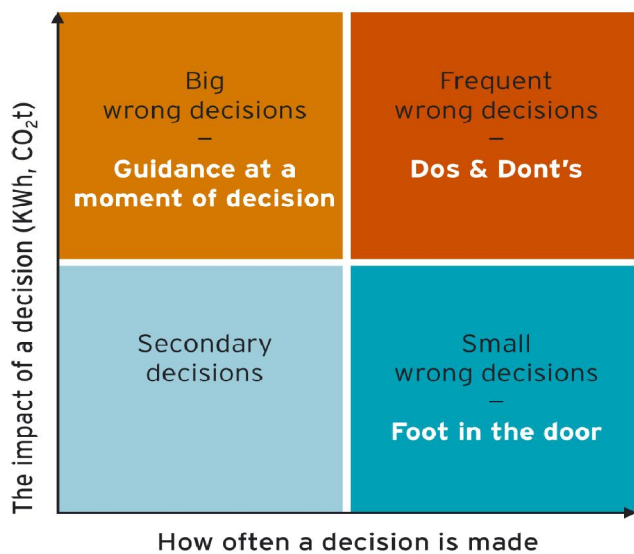 The impact of a decision (KWh, CO₂t)
Big
wrong decisions
–
Guidance at a
moment of decision
Frequent
wrong decisions
–
Dos & Dont's
Secondary
decisions
Small
wrong decisions
–
Foot in the door
How often a decision is made